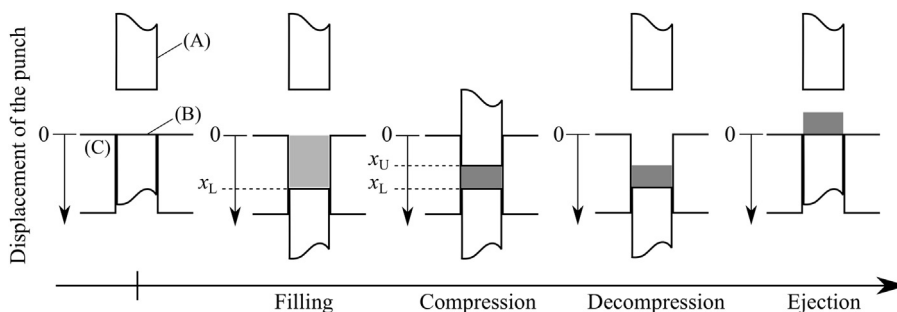 Displacement of the punch
(A)
(B)
(C)
0
0
x_L
0
x_U
x_L
0
0
Filling
Compression
Decompression
Ejection